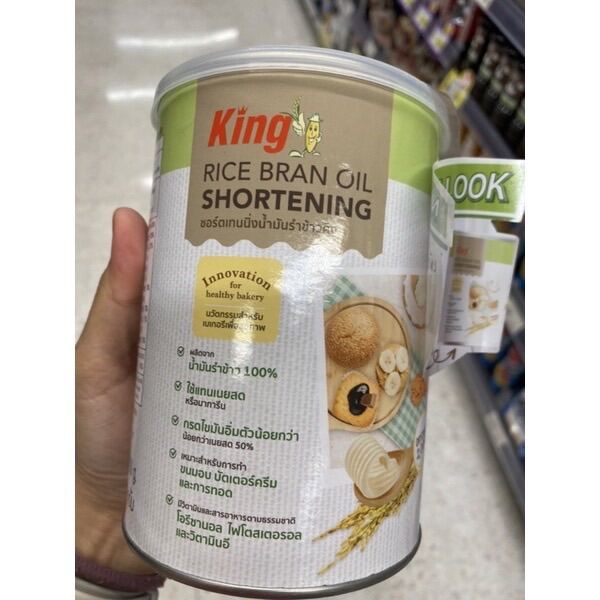 King
RICE BRAN OIL
SHORTENING
ชอร์ตเทนนิ่งน้ำมันรำข้าวคิง
Innovation
for
healthy bakery
นวัตกรรมสำหรับ
เบเกอรี่เพื่อสุขภาพ
ผลิตจาก
น้ำมันรำข้าว 100%
ใช้แทนเนยสด
หรือมาการีน
กรดไขมันอิ่มตัวน้อยกว่า
น้อยกว่าเนยสด 50%
เหมาะสำหรับการทำ
ขนมอบ บัตเตอร์ครีม
และการทอด
มีวิตามินและสารอาหารตามธรรมชาติ
โอรีซานอล ไฟโตสเตอรอล
และวิตามินอี
LOOK
King
RICE BRAN OIL
SHORTENING